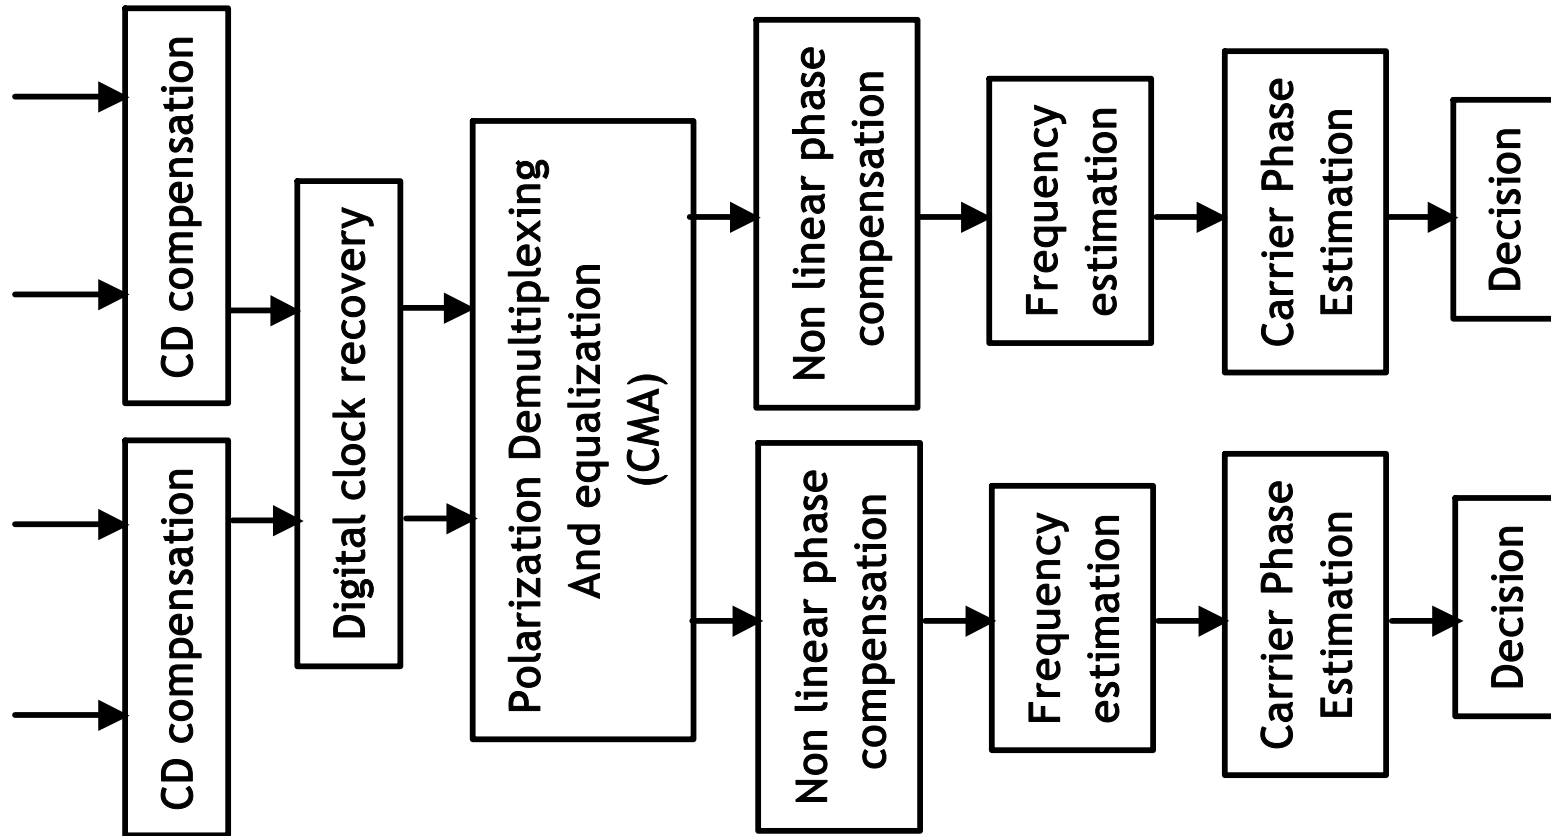 CD compensation
CD compensation
Digital clock recovery
Polarization Demultiplexing
And equalization
(CMA)
Non linear phase
compensation
Non linear phase
compensation
Frequency
estimation
Frequency
estimation
Carrier Phase
Estimation
Carrier Phase
Estimation
Decision
Decision